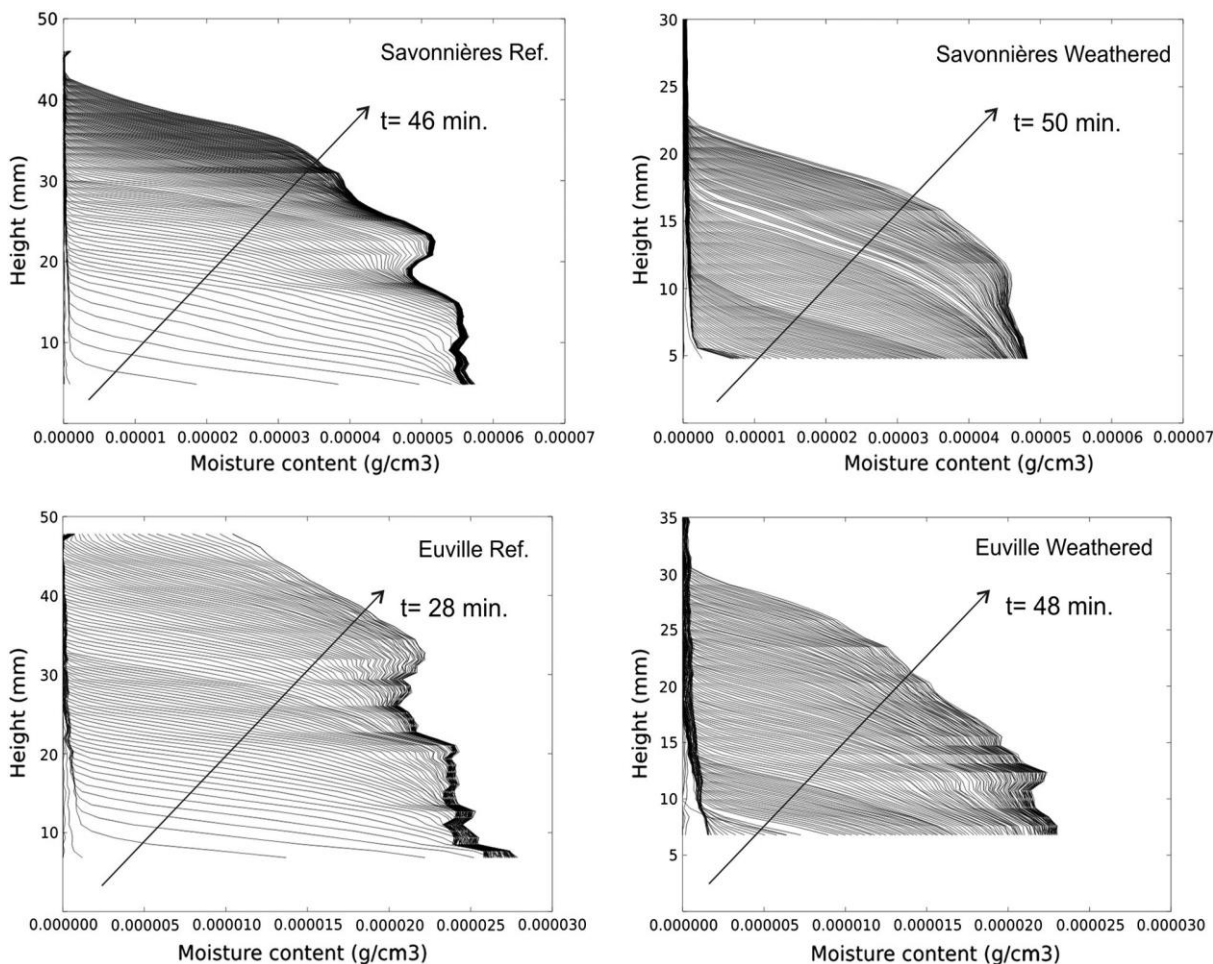 Savonnières Ref.
t= 46 min.
50
40
30
20
10
Height (mm)
0.00000 0.00001 0.00002 0.00003 0.00004 0.00005 0.00006 0.00007
Moisture content (g/cm3)
Savonnières Weathered
t= 50 min.
30
25
20
15
10
5
Height (mm)
0.00000 0.00001 0.00002 0.00003 0.00004 0.00005 0.00006 0.00007
Moisture content (g/cm3)
Euville Ref.
t= 28 min.
50
40
30
20
10
Height (mm)
0.000000 0.000005 0.000010 0.000015 0.000020 0.000025 0.000030
Moisture content (g/cm3)
Euville Weathered
t= 48 min.
35
30
25
20
15
10
5
Height (mm)
0.000000 0.000005 0.000010 0.000015 0.000020 0.000025 0.000030
Moisture content (g/cm3)